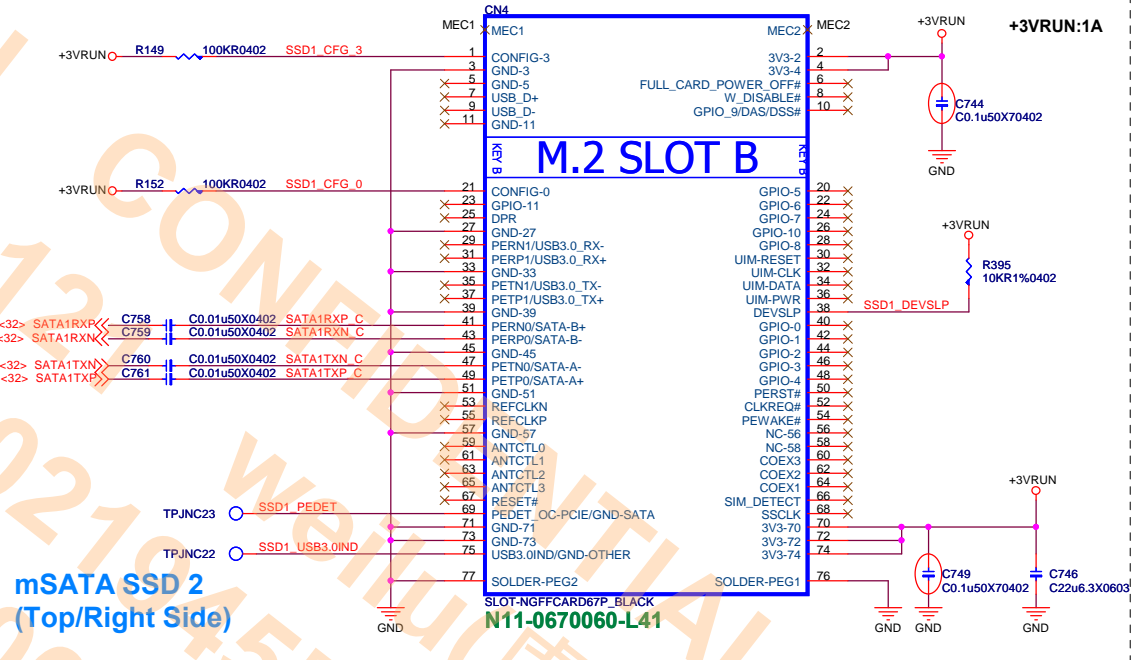 CN4
MEC1 MEC1 MEC2 MEC2
+3VRUN +3VRUN:1A
+3VRUN R149 100KR0402 SSD1_CFG_3 1 CONFIG-3 3V3-2 2
3 GND-3 3V3-4 4
5 GND-5 FULL_CARD_POWER_OFF# 6
7 USB_D+ W_DISABLE# 8
9 USB_D- GPIO_9/DAS/DSS# 10
11 GND-11
C744
C0.1u50X70402
GND
KEY B M.2 SLOT B KEY B
+3VRUN R152 100KR0402 SSD1_CFG_0 21 CONFIG-0 GPIO-5 20
23 GPIO-11 GPIO-6 22
25 DPR GPIO-7 24
27 GND-27 GPIO-10 26
29 PERN1/USB3.0_RX- GPIO-8 28
31 PERP1/USB3.0_RX+ UIM-RESET 30
33 GND-33 UIM-CLK 32
35 PETN1/USB3.0_TX- UIM-DATA 34
37 PETP1/USB3.0_TX+ UIM-PWR 36
39 GND-39 DEVSLP 38 SSD1_DEVSLP
+3VRUN
R395
10KR1%0402
<32> SATA1RXP C758 C0.01u50X0402 SATA1RXP_C 41 PERN0/SATA-B+ GPIO-0 40
<32> SATA1RXN C759 C0.01u50X0402 SATA1RXN_C 43 PERP0/SATA-B- GPIO-1 42
45 GND-45 GPIO-2 44
<32> SATA1TXN C760 C0.01u50X0402 SATA1TXN_C 47 PETN0/SATA-A- GPIO-3 46
<32> SATA1TXP C761 C0.01u50X0402 SATA1TXP_C 49 PETP0/SATA-A+ GPIO-4 48
51 GND-51 PERST# 50
53 REFCLKN CLKREQ# 52
55 REFCLKP PEWAKE# 54
57 GND-57 NC-56 56
59 ANTCTL0 NC-58 58
61 ANTCTL1 COEX3 60
63 ANTCTL2 COEX2 62
65 ANTCTL3 COEX1 64
67 RESET# SIM_DETECT 66
TPJNC23 SSD1_PEDET 69 PEDET_OC-PCIE/GND-SATA SSCLK 68
71 GND-71 3V3-70 70
73 GND-73 3V3-72 72
TPJNC22 SSD1_USB3.0IND 75 USB3.0IND/GND-OTHER 3V3-74 74
77 SOLDER-PEG2 SOLDER-PEG1 76
+3VRUN
C749
C0.1u50X70402
C746
C22u6.3X0603
GND GND GND GND
SLOT-NGFFCARD67P_BLACK
N11-0670060-L41
mSATA SSD 2
(Top/Right Side)
CONFIDENTIAL